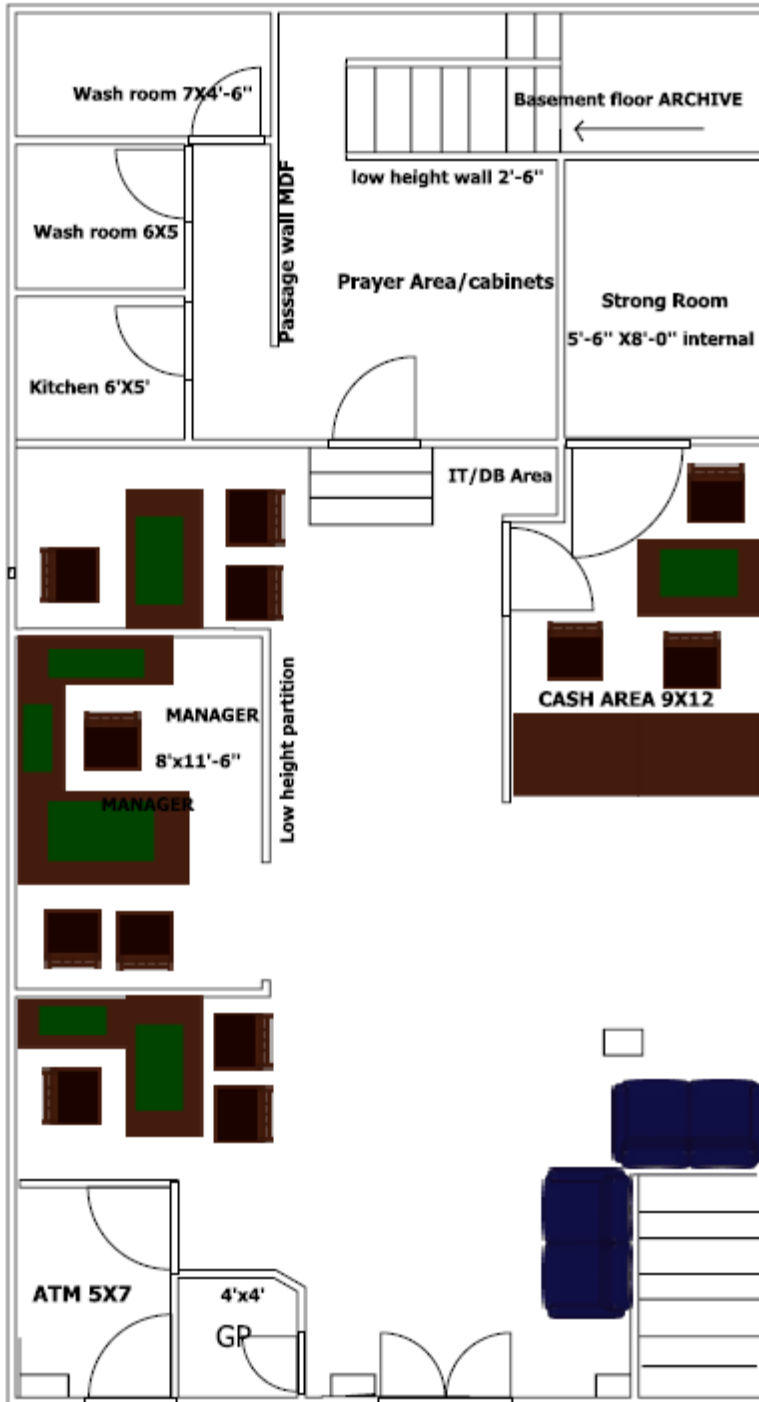 Wash room 7X4'-6"
Basement floor ARCHIVE
low height wall 2'-6"
Passage wall MDF
Wash room 6X5
Prayer Area/cabinets
Strong Room
5'-6" X8'-0" internal
Kitchen 6'X5'
IT/DB Area
MANAGER
8'x11'-6"
MANAGER
Low height partition
CASH AREA 9X12
ATM 5X7
4'x4'
GP